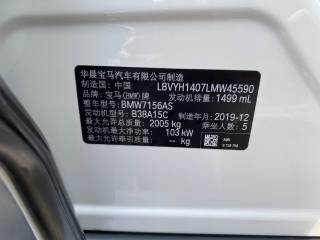 华晨宝马汽车有限公司制造
制造国: 中国 LBVYH1407LMW45590
品牌: 宝马(BMW)牌 发动机排量: 1499 mL
整车型号: BMW7156AS
发动机型号: B38A15C 制造年月: 2019-12
最大允许总质量: 2005 kg 乘坐人数: 5
发动机最大净功率: 103 kW
最大允许牵引质量: -- kg